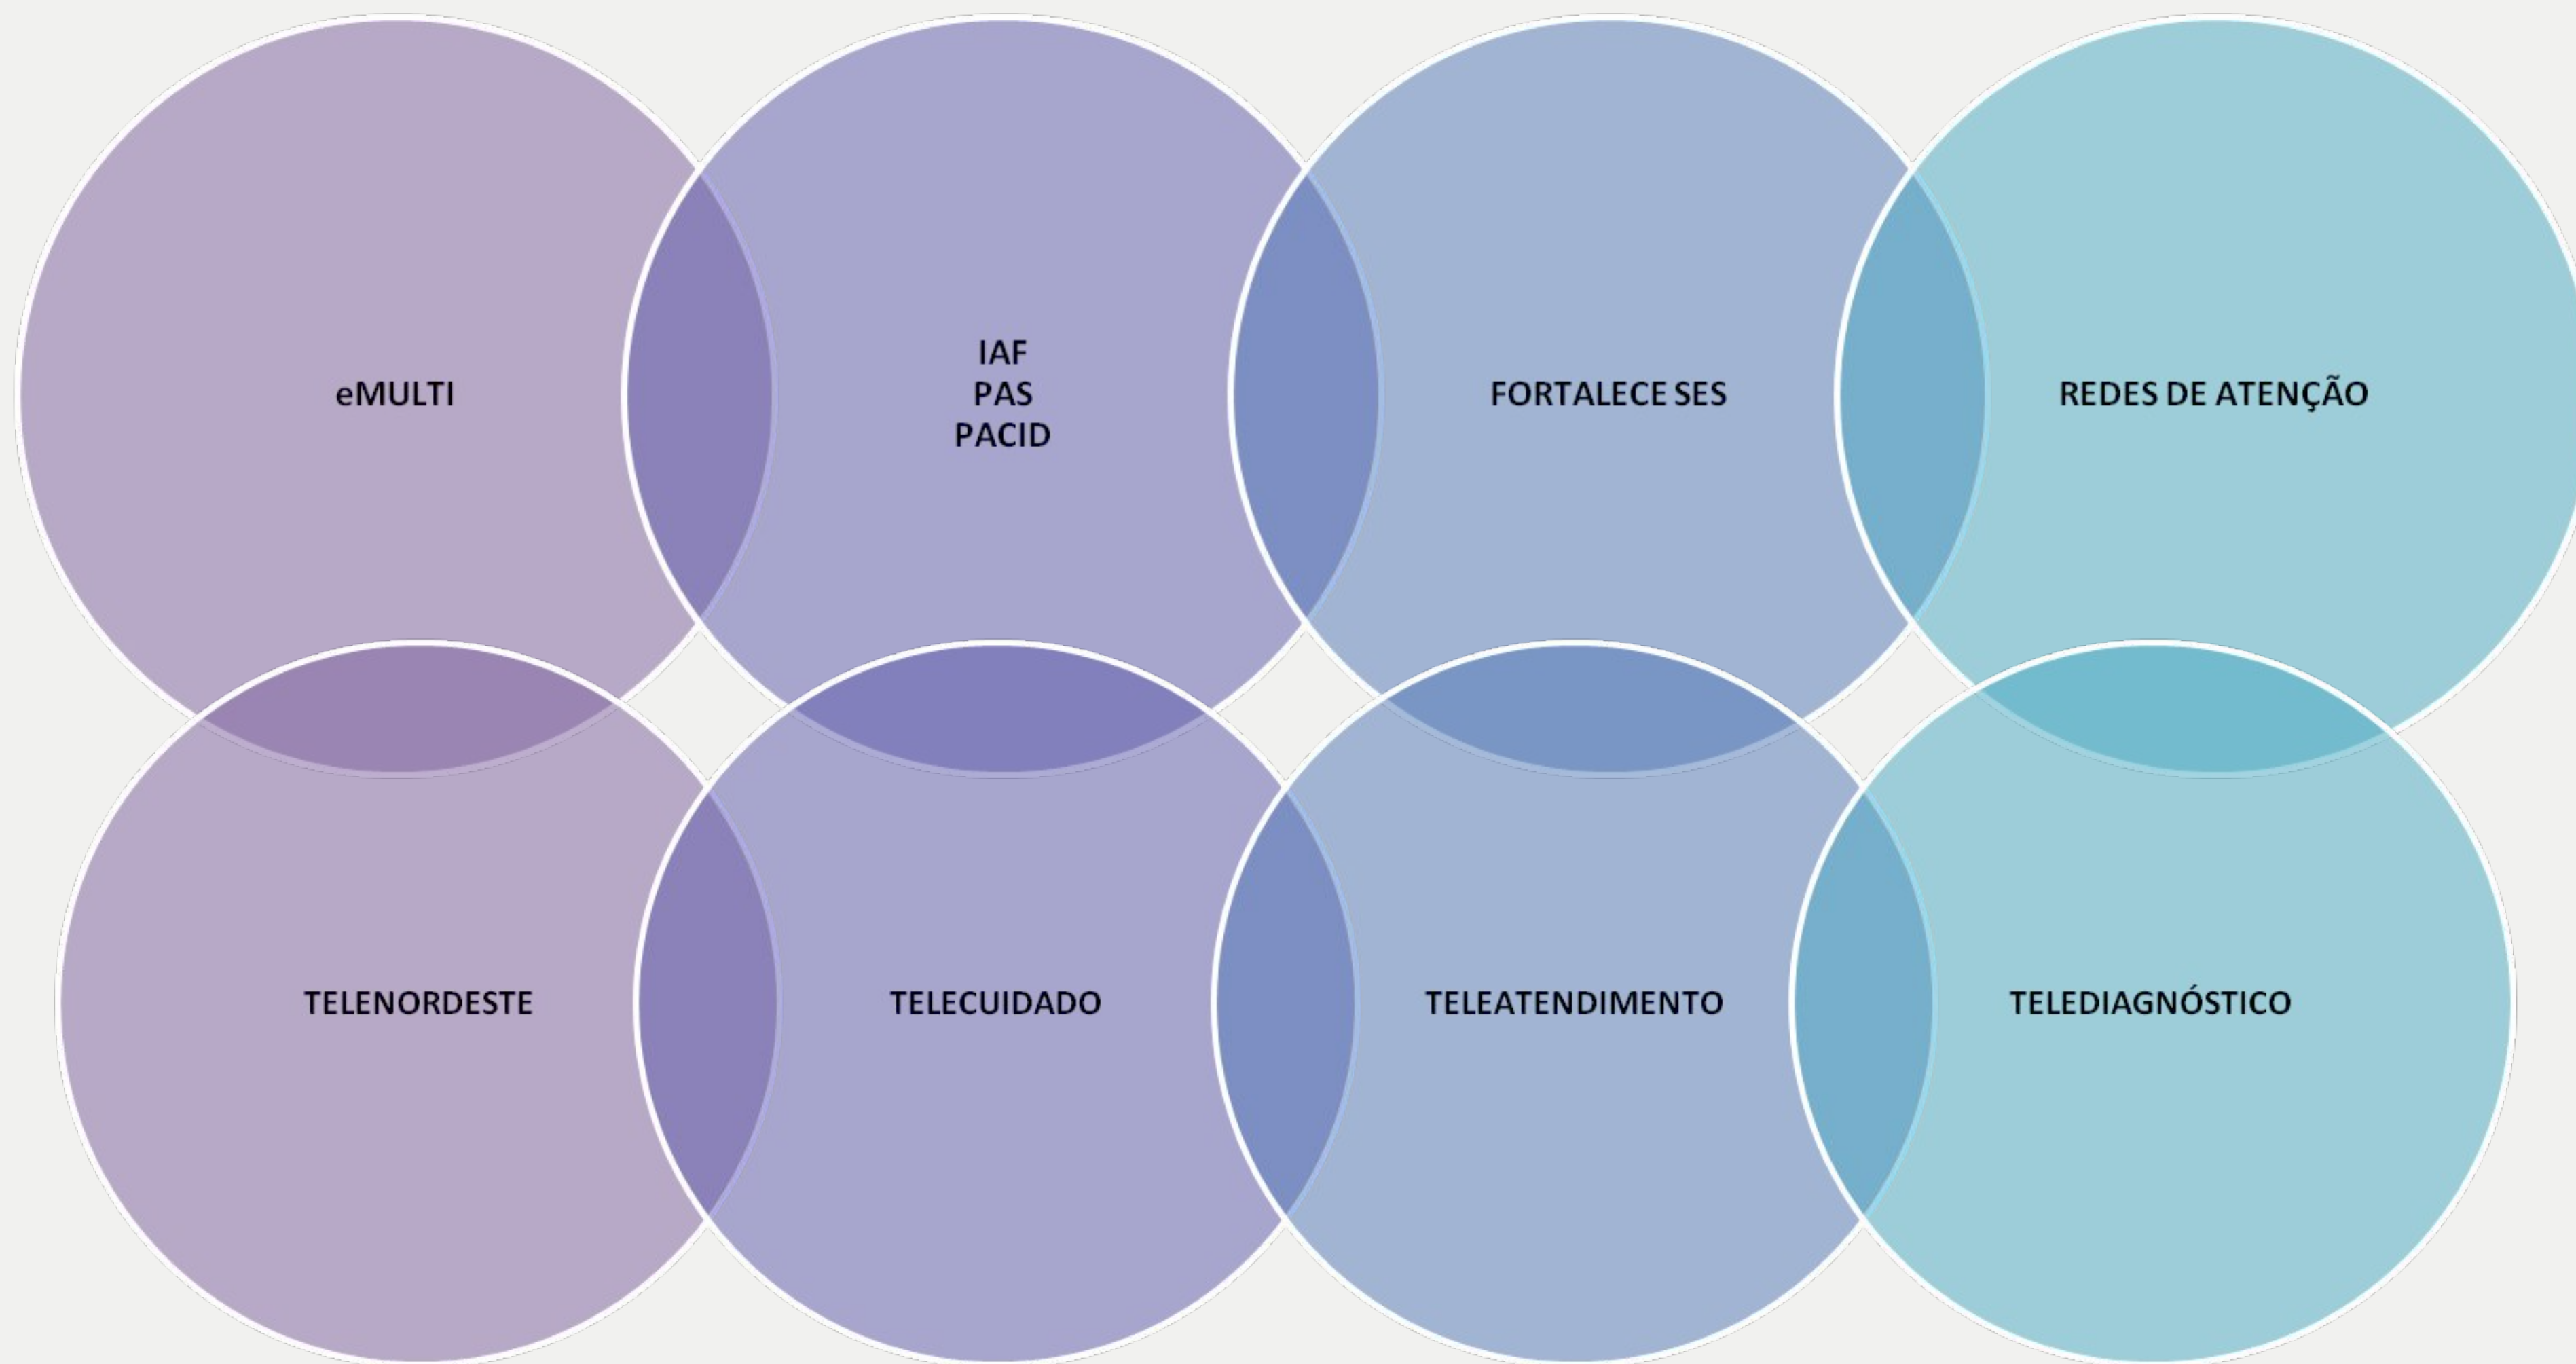 eMULTI
IAF
PAS
PACID
FORTALECE SES
REDES DE ATENÇÃO
TELENORDESTE
TELECUIDADO
TELEATENDIMENTO
TELEDIAGNÓSTICO